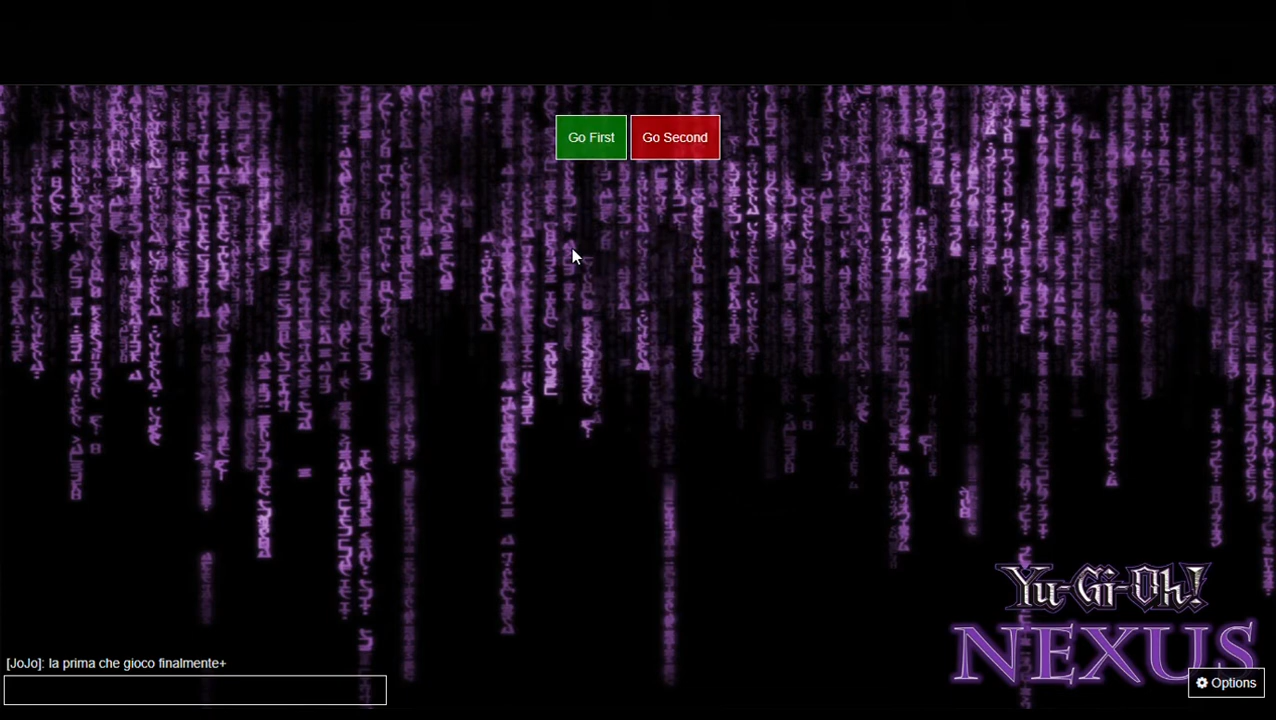 Go First Go Second
[JoJo]: la prima che gioco finalmente+
Yu-Gi-Oh!
NEXUS
Options